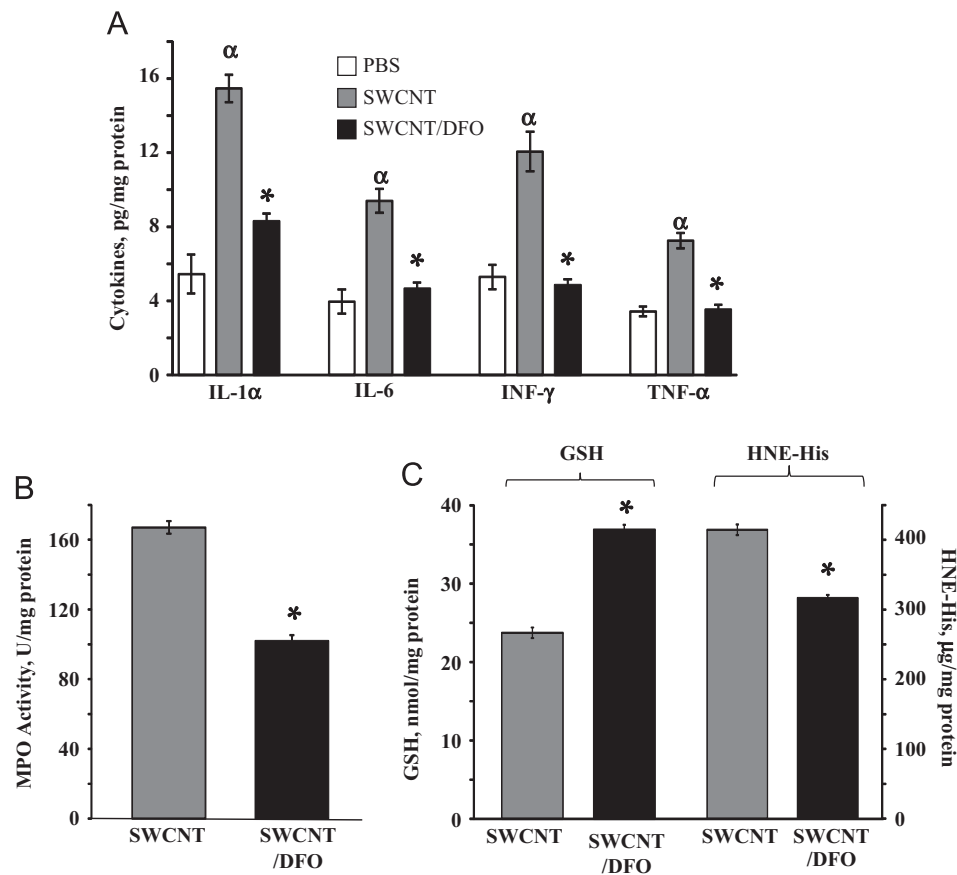 A
Cytokines, pg/mg protein
16
12
8
4
0
PBS
SWCNT
SWCNT/DFO
α
*
α
*
α
*
α
*
IL-1α
IL-6
INF-γ
TNF-α
B
MPO Activity, U/mg protein
160
120
80
40
0
*
SWCNT
SWCNT
/DFO
C
GSH
HNE-His
GSH, nmol/mg protein
40
30
20
10
0
*
*
400
300
200
100
0
HNE-His, μg/mg protein
SWCNT
SWCNT
/DFO
SWCNT
SWCNT
/DFO